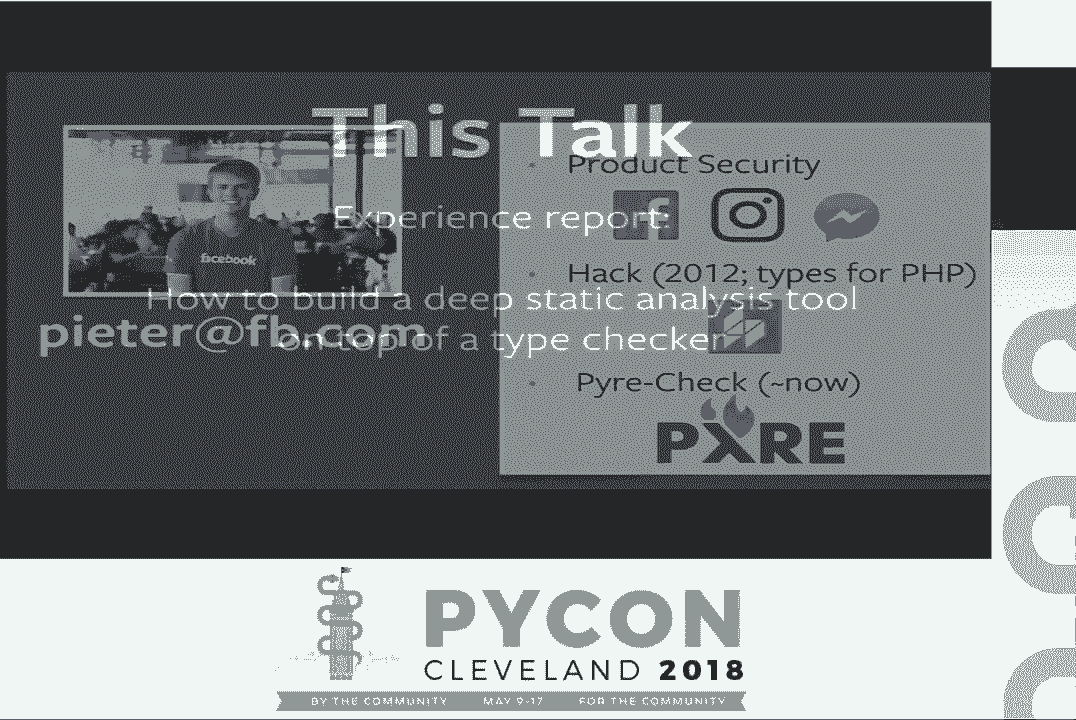 This Talk
Experience report:
How to build a deep static analysis tool
on top of a type checker
facebook
pieter@fb.com
Product Security
Hack (2012; types for PHP)
Pyre-Check (~now)
PYRE
PYCON
CLEVELAND 2018
BY THE COMMUNITY MAY 9-17 FOR THE COMMUNITY